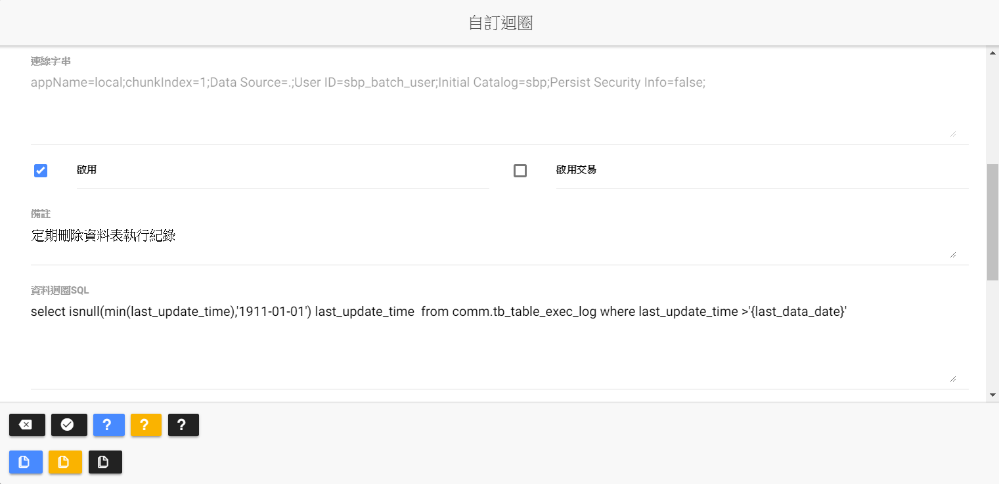 自訂迴圈
連線字串
appName=local;chunkIndex=1;Data Source=.;User ID=sbp_batch_user;Initial Catalog=sbp;Persist Security Info=false;
啟用 啟用交易
備註
定期刪除資料表執行紀錄
資料迴圈SQL
select isnull(min(last_update_time),'1911-01-01') last_update_time  from comm.tb_table_exec_log where last_update_time >'{last_data_date}'
? ? ?